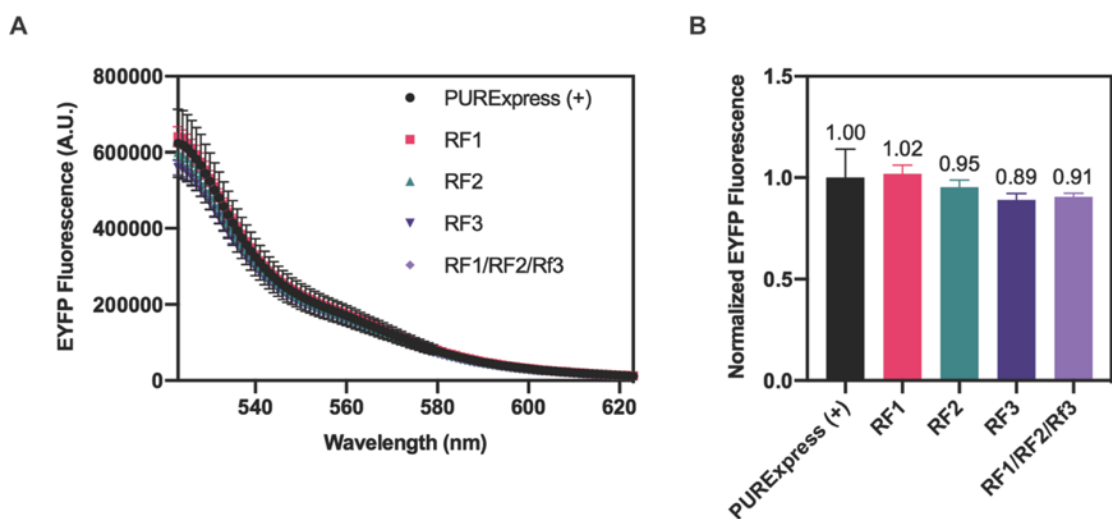 A
EYFP Fluorescence (A.U.)
800000
600000
400000
200000
0
540
560
580
600
620
Wavelength (nm)
PURExpress (+)
RF1
RF2
RF3
RF1/RF2/Rf3
B
Normalized EYFP Fluorescence
1.5
1.0
0.5
0.0
1.00
1.02
0.95
0.89
0.91
PURExpress (+)
RF1
RF2
RF3
RF1/RF2/Rf3